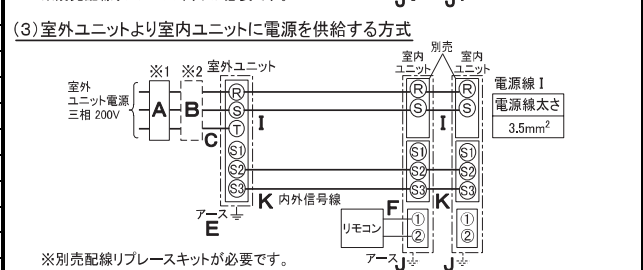 (3)室外ユニットより室内ユニットに電源を供給する方式
別売
※1 ※2 室外ユニット 室内ユニット 室内ユニット
室外
ユニット電源
三相 200V
A B C
R
S
T
S1
S2
S3
I
R
S
S1
S2
S3
I
R
S
S1
S2
S3
電源線 I
電源線太さ
3.5mm²
K 内外信号線
K
アース
E
リモコン
F
①
②
①
②
アース J
J
※別売配線リプレースキットが必要です。